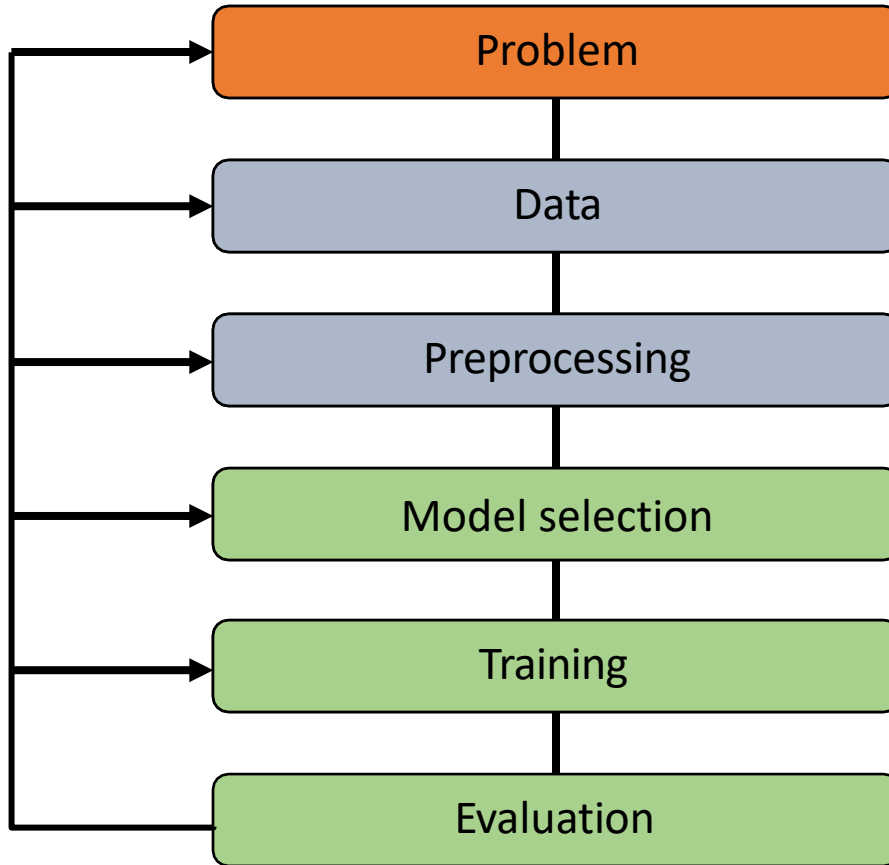 Problem
Data
Preprocessing
Model selection
Training
Evaluation